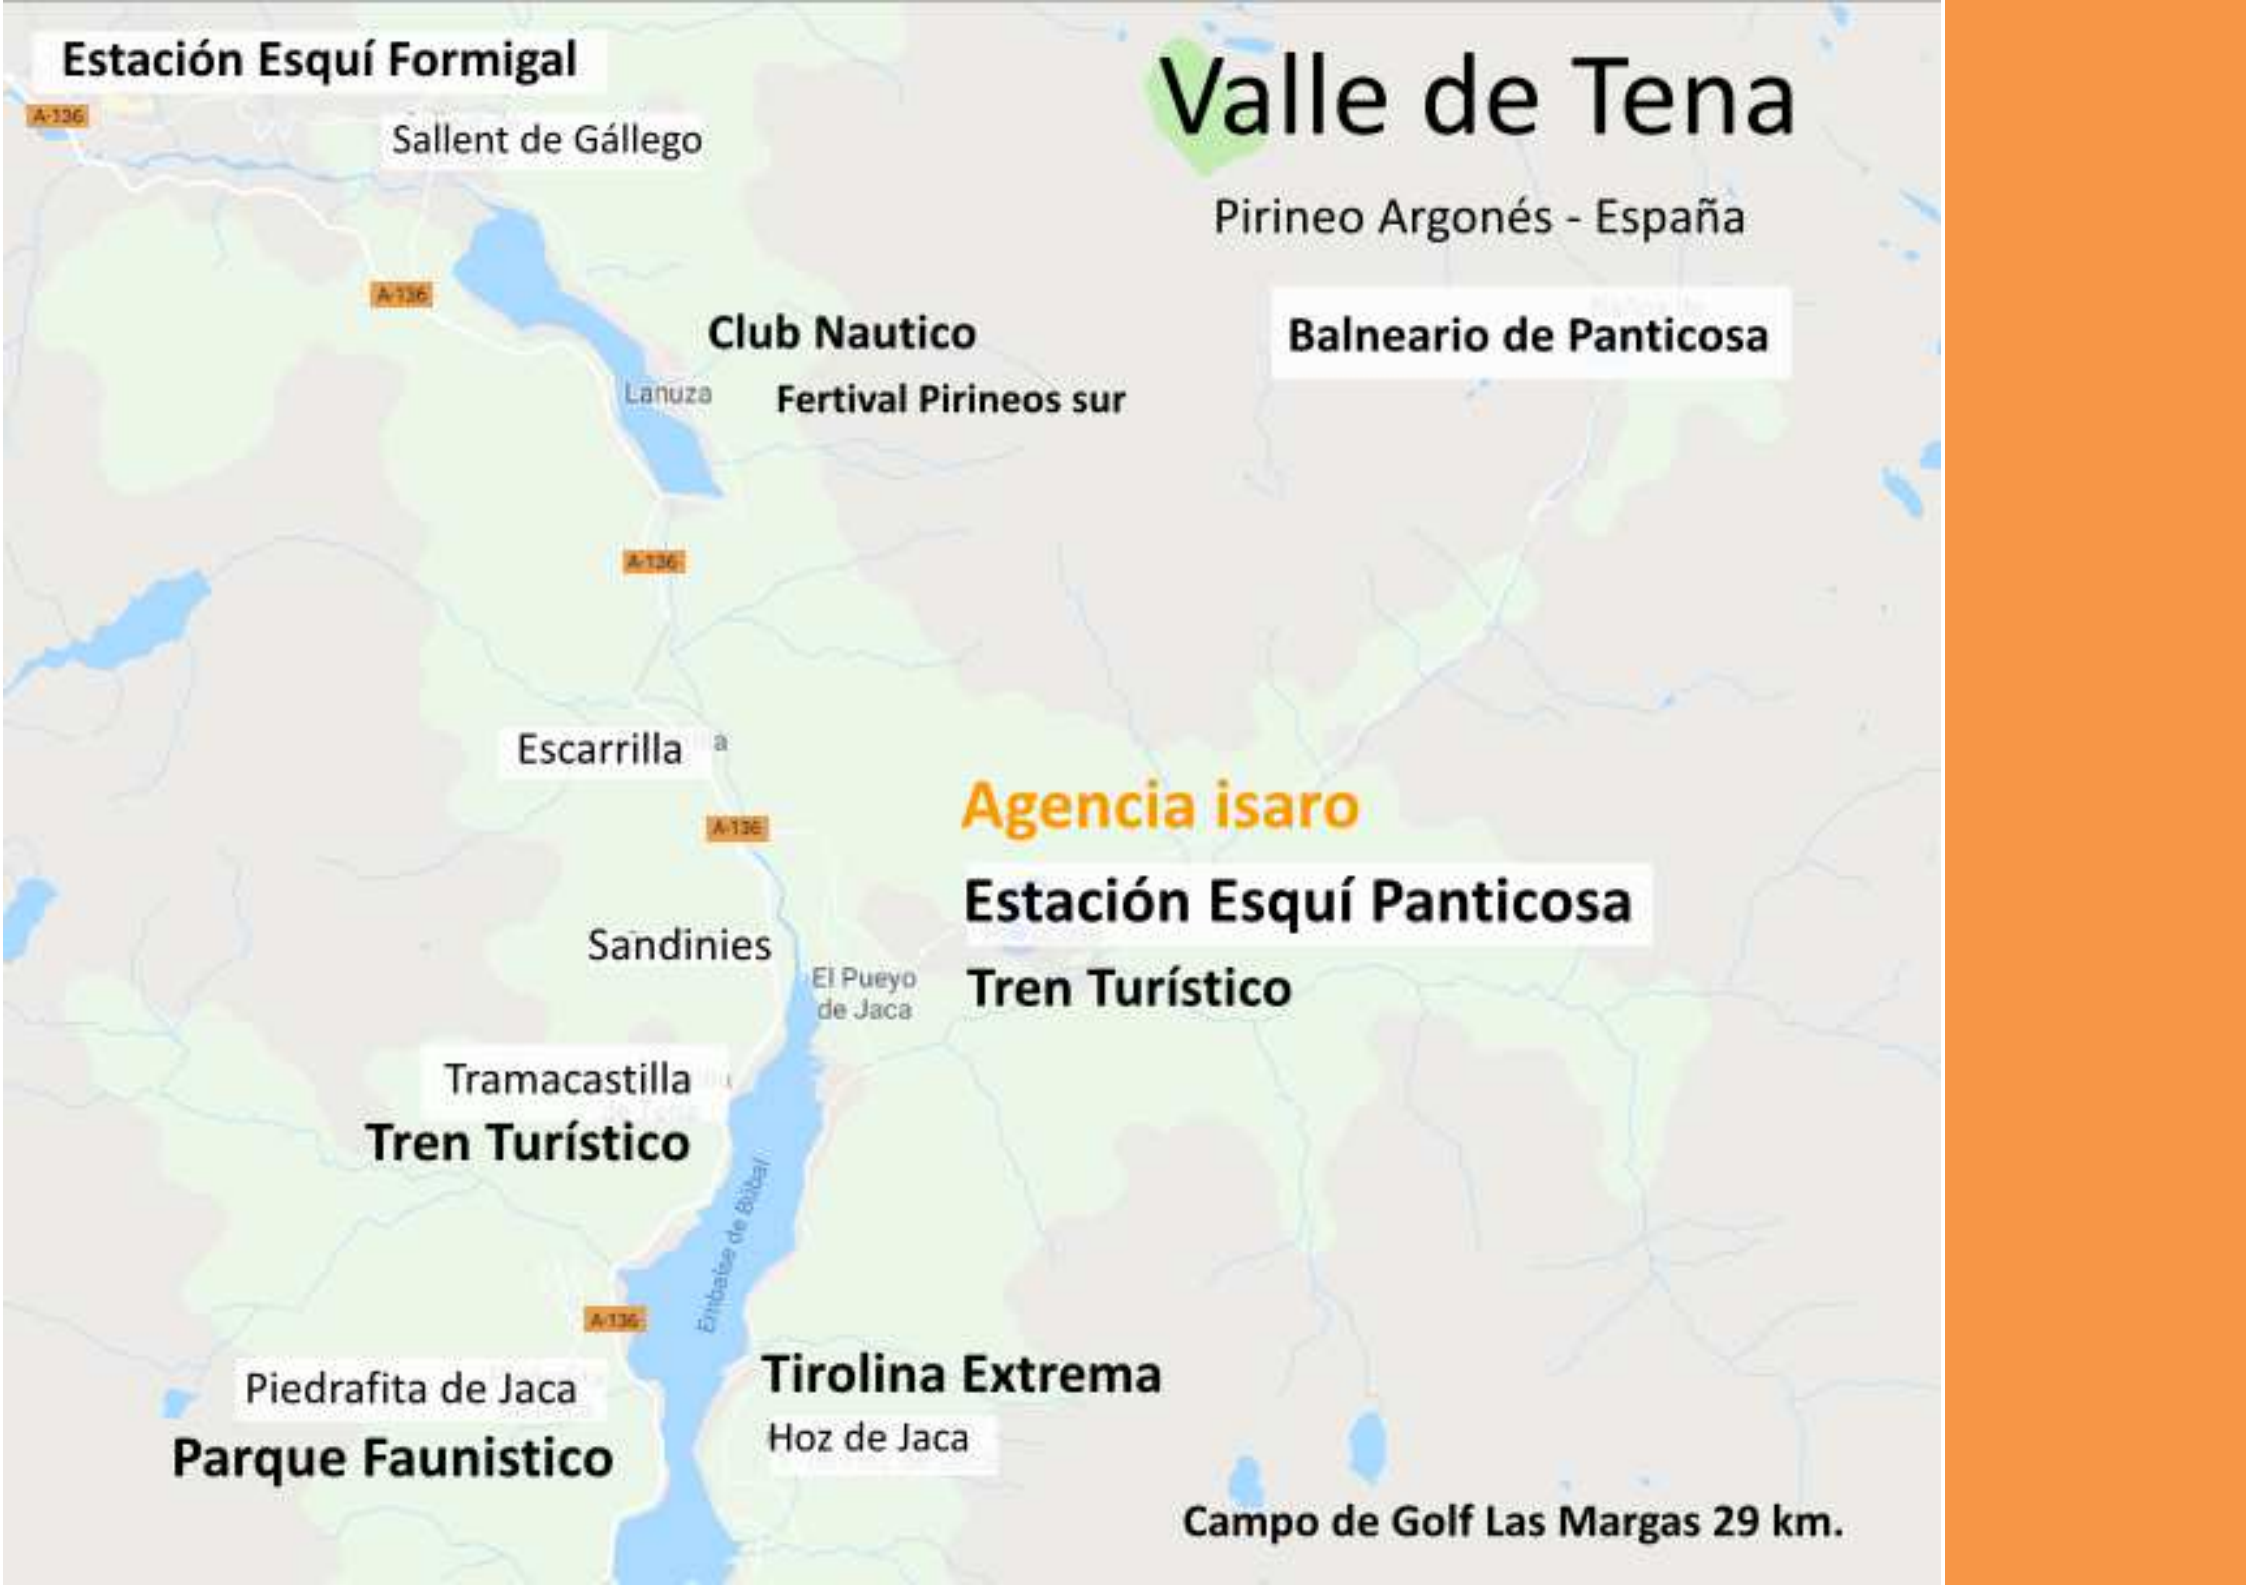 Estación Esquí Formigal
Valle de Tena
A-136
Sallent de Gállego
Pirineo Argonés - España
A-136
Club Nautico
Balneario de Panticosa
Lanuza
Fertival Pirineos sur
A-136
Escarrilla
Agencia isaro
A-136
Estación Esquí Panticosa
Sandinies
El Pueyo
de Jaca
Tren Turístico
Tramacastilla
Tren Turístico
Embalse de Búbal
A-136
Tirolina Extrema
Piedrafita de Jaca
Hoz de Jaca
Parque Faunistico
Campo de Golf Las Margas 29 km.